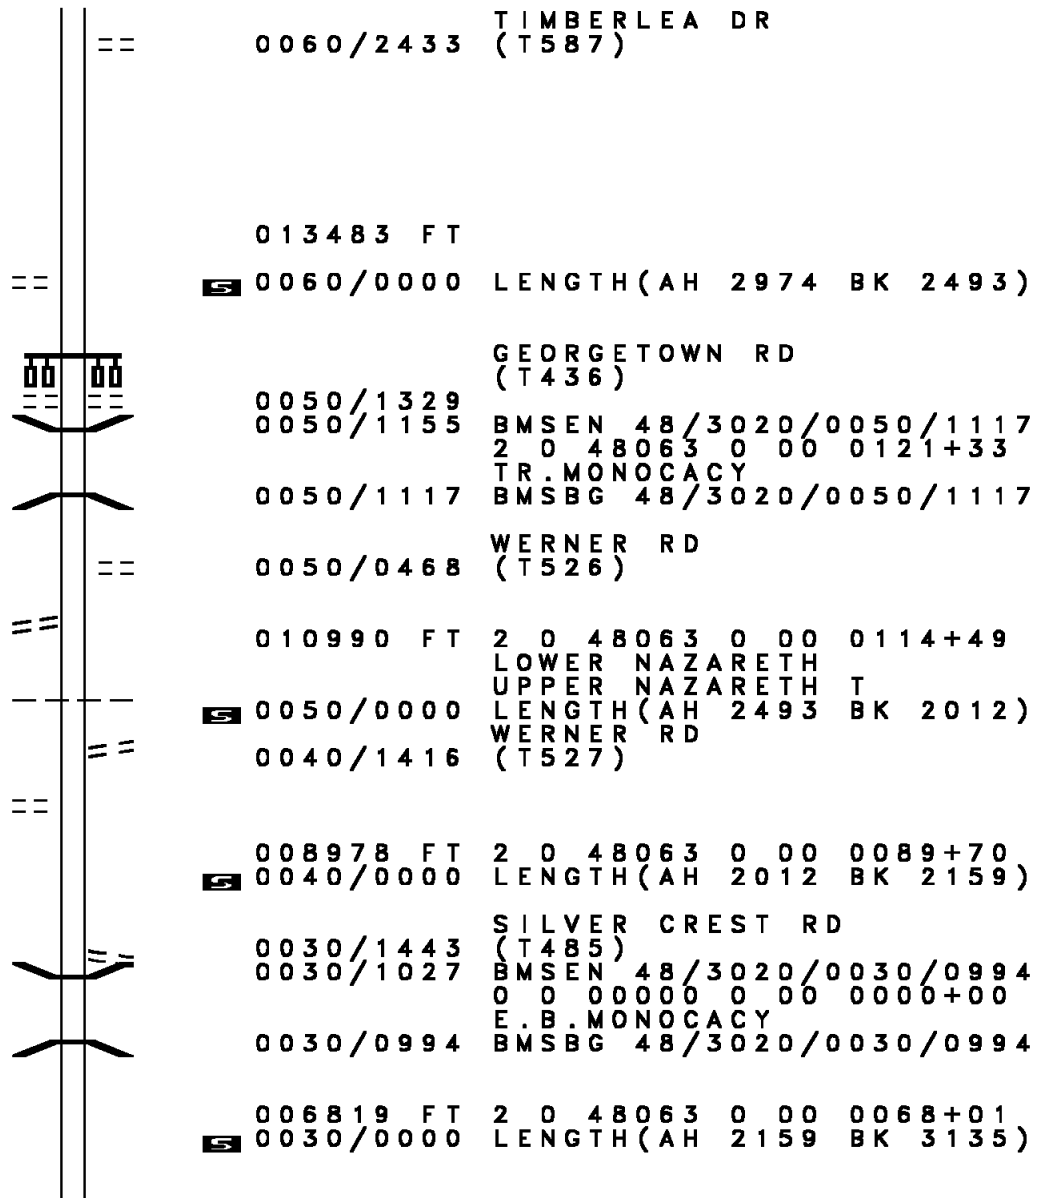 TIMBERLEA DR
0060/2433 (T587)
013483 FT
S 0060/0000 LENGTH(AH 2974 BK 2493)
GEORGETOWN RD
(T436)
0050/1329
0050/1155 BMSEN 48/3020/0050/1117
2 0 48063 0 00 0121+33
TR.MONOCACY
0050/1117 BMSBG 48/3020/0050/1117
WERNER RD
0050/0468 (T526)
010990 FT 2 0 48063 0 00 0114+49
LOWER NAZARETH
UPPER NAZARETH T
S 0050/0000 LENGTH(AH 2493 BK 2012)
WERNER RD
0040/1416 (T527)
008978 FT 2 0 48063 0 00 0089+70
S 0040/0000 LENGTH(AH 2012 BK 2159)
SILVER CREST RD
0030/1443 (T485)
0030/1027 BMSEN 48/3020/0030/0994
0 0 00000 0 00 0000+00
E.B.MONOCACY
0030/0994 BMSBG 48/3020/0030/0994
006819 FT 2 0 48063 0 00 0068+01
S 0030/0000 LENGTH(AH 2159 BK 3135)